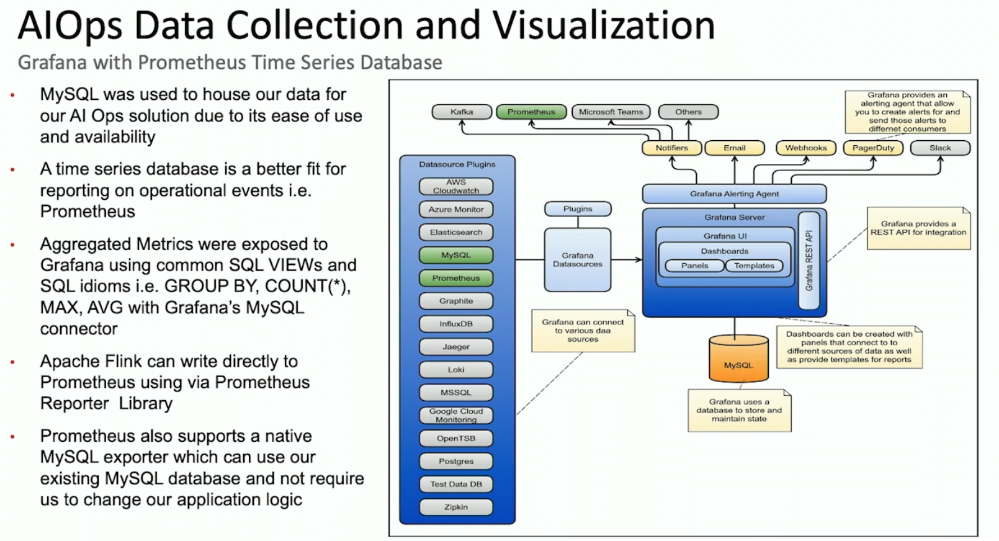 AIOps Data Collection and Visualization
Grafana with Prometheus Time Series Database
• MySQL was used to house our data for
our AI Ops solution due to its ease of use
and availability
• A time series database is a better fit for
reporting on operational events i.e.
Prometheus
• Aggregated Metrics were exposed to
Grafana using common SQL VIEWs and
SQL idioms i.e. GROUP BY, COUNT(*),
MAX, AVG with Grafana’s MySQL
connector
• Apache Flink can write directly to
Prometheus using via Prometheus
Reporter Library
• Prometheus also supports a native
MySQL exporter which can use our
existing MySQL database and not require
us to change our application logic
Kafka
Prometheus
Microsoft Teams
Others
Grafana provides an
alerting agent that allow
you to create alerts for and
send those alerts to
differnet consumers
Notifiers
Email
Webhooks
PagerDuty
Slack
Datasource Plugins
AWS
Cloudwatch
Azure Monitor
Elasticsearch
MySQL
Prometheus
Graphite
InfluxDB
Jaeger
Loki
MSSQL
Google Cloud
Monitoring
OpenTSB
Postgres
Test Data DB
Zipkin
Plugins
Grafana
Datasources
Grafana can connect
to various daa
sources
Grafana Alerting Agent
Grafana Server
Grafana UI
Dashboards
Panels
Templates
Grafana REST API
Grafana provides a
REST API for integration
Dashboards can be created with
panels that connect to to
different sources of data as well
as provide templates for reports
MySQL
Grafana uses a
database to store and
maintain state